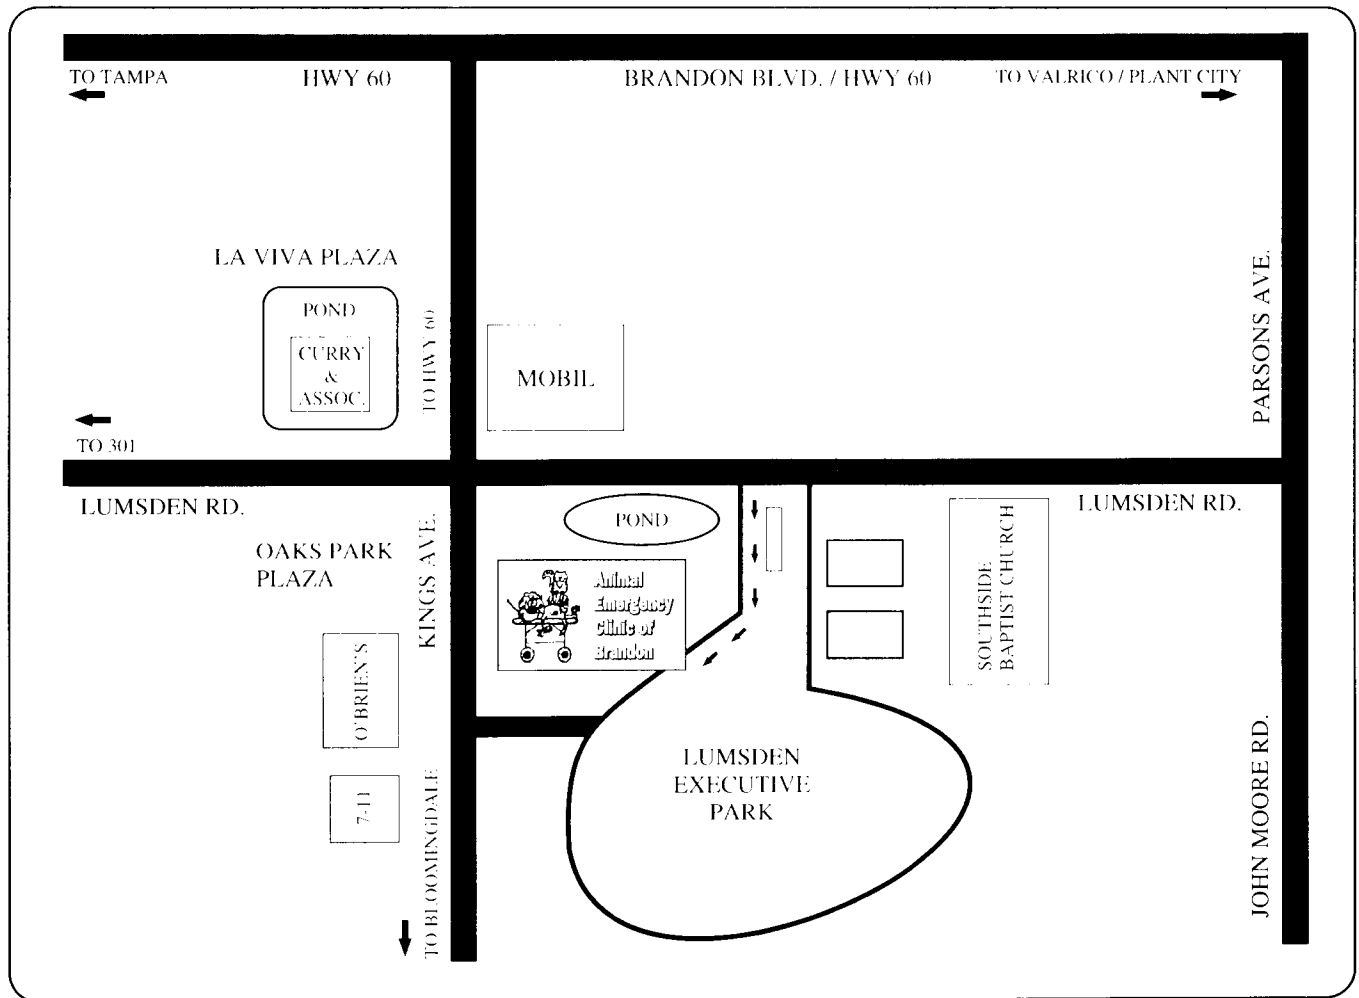 TO TAMPA
HWY 60
BRANDON BLVD. / HWY 60
TO VALRICO / PLANT CITY
LA VIVA PLAZA
POND
CURRY
&
ASSOC.
TO HWY 60
MOBIL
PARSONS AVE.
TO 301
LUMSDEN RD.
LUMSDEN RD.
OAKS PARK
PLAZA
KINGS AVE.
POND
Animal
Emergency
Clinic of
Brandon
SOUTHSIDE
BAPTIST CHURCH
O'BRIEN'S
7-11
TO BLOOMINGDALE
LUMSDEN
EXECUTIVE
PARK
JOHN MOORE RD.